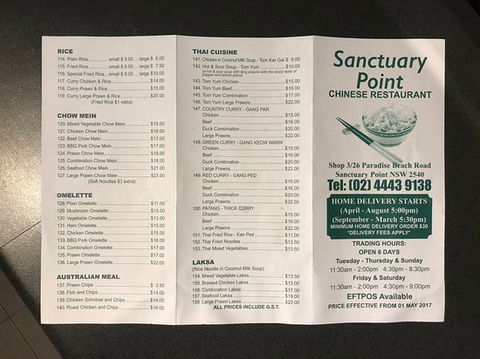 RICE
114. Plain Rice small $ 5.00 large $ 6.00
115. Fried Rice small $ 6.50 large $ 7.50
116. Special Fried Rice small $ large $10.00
117. Curry Chicken & Rice $14.00
118. Curry Prawn & Rice $15.00
119. Curry Large Prawn & Rice $20.00
(Fried Rice $1 extra)
CHOW MEIN
120. Mixed Vegetable Chow Mein $15.00
121. Chicken Chow Mein $16.00
122. Beef Chow Mein $17.00
123. BBQ Pork Chow Mein $17.00
124. Prawn Chow Mein $18.00
125. Combination Chow Mein $18.00
126. Seafood Chow Mein $21.00
127. Large Prawn Chow Mein $23.00
(Soft Noodles $3 extra)
OMELETTE
128. Plain Omelette $11.00
129. Mushroom Omelette $13.00
130. Vegetable Omelette $13.00
131. Ham Omelette $15.00
132. Chicken Omelette $15.00
133. BBQ Pork Omelette $16.00
134. Combination Omelette $17.00
135. Prawn Omelette $17.00
136. Large Prawn Omelette $22.00
AUSTRALIAN MEAL
137. Prawn Chips $ 3.50
138. Fish and Chips $14.00
139. Chicken Schnitzel and Chips $14.00
140. Roast Chicken and Chips $16.00
THAI CUISINE
141. Chicken in Coconut Milk Soup - Tom Kar Gai $ 9.00
142. Hot & Sour Soup - Tom Yum $10.00
143. Tom Yum Chicken $16.00
144. Tom Yum Beef $16.00
145. Tom Yum Combination $17.00
146. Tom Yum Large Prawns $22.00
147. COUNTRY CURRY - GANG PAR
Chicken $15.00
Beef $16.00
Duck Combination $20.00
Large Prawns $22.00
148. GREEN CURRY - GANG KEOW WARN
Chicken $15.00
Beef $16.00
Duck Combination $20.00
Large Prawns $22.00
149. RED CURRY - GANG PED
Chicken $15.00
Beef $16.00
Duck Combination $20.00
Large Prawns $22.00
150. PATANG - THICK CURRY
Chicken $15.00
Beef $16.00
Combination $17.00
Large Prawns $22.00
151. Thai Fried Rice - Ken Ped $11.00
152. Thai Fried Noodles $13.50
153. Thai Mixed Vegetables $13.50
LAKSA
(Rice Noodle in Coconut Milk Soup)
154. Mixed Vegetable Laksa $13.50
155. Braised Chicken Laksa $15.00
156. Combination Laksa $17.00
157. Seafood Laksa $19.00
158. Large Prawn Laksa $20.00
ALL PRICES INCLUDE G.S.T.
Sanctuary
Point
CHINESE RESTAURANT
Shop 3/26 Paradise Beach Road
Sanctuary Point NSW 2540
Tel: (02) 4443 9138
HOME DELIVERY STARTS
(April - August 5:00pm)
(September - March 5:30pm)
MINIMUM HOME DELIVERY ORDER $30
"DELIVERY FEES APPLY"
TRADING HOURS:
OPEN 6 DAYS
Tuesday - Thursday & Sunday
11:30am - 2:00pm 4:30pm - 8:30pm
Friday & Saturday
11:30am - 2:00pm 4:30pm - 9:00pm
EFTPOS Available
PRICE EFFECTIVE FROM 01 MAY 2017